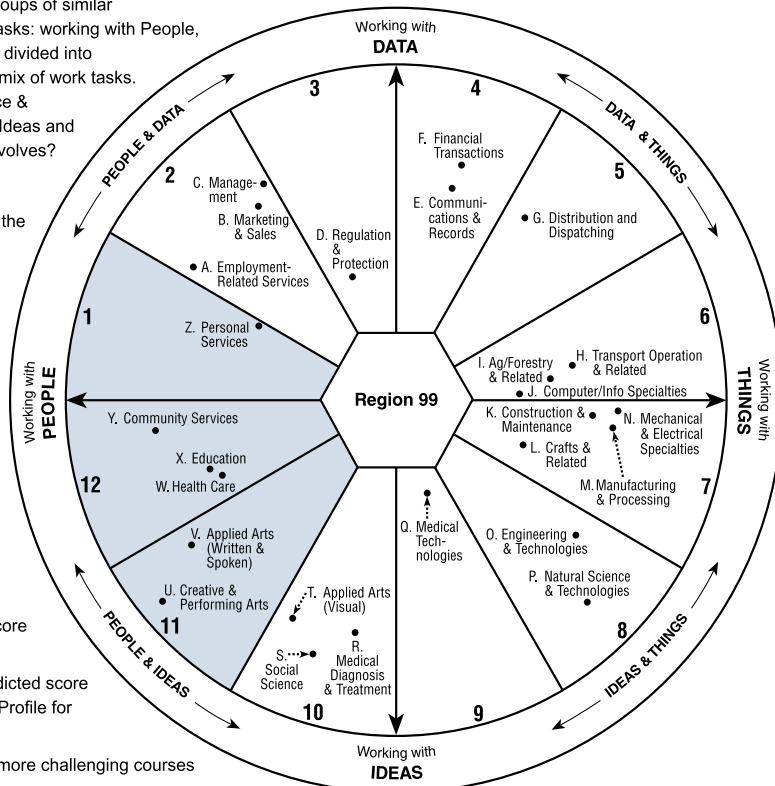 oups of similar
asks: working with People,
divided into
mix of work tasks.
ce &
Ideas and
volves?
the
core
dicted score
Profile for
more challenging courses
Working with
DATA
PEOPLE & DATA
DATA & THINGS
3
4
2
5
F. Financial
Transactions
C. Manage-
ment
B. Marketing
& Sales
E. Communi-
cations &
Records
G. Distribution and
Dispatching
D. Regulation
&
Protection
A. Employment-
Related Services
1
6
Z. Personal
Services
H. Transport Operation
& Related
I. Ag/Forestry
& Related
J. Computer/Info Specialties
Working with
PEOPLE
Region 99
Working with
THINGS
Y. Community Services
K. Construction &
Maintenance
N. Mechanical
& Electrical
Specialties
X. Education
W. Health Care
L. Crafts &
Related
M. Manufacturing
& Processing
12
7
V. Applied Arts
(Written &
Spoken)
Q. Medical
Tech-
nologies
O. Engineering
& Technologies
U. Creative &
Performing Arts
P. Natural Science
& Technologies
T. Applied Arts
(Visual)
11
8
S.
Social
Science
R.
Medical
Diagnosis
& Treatment
10
9
PEOPLE & IDEAS
IDEAS & THINGS
Working with
IDEAS